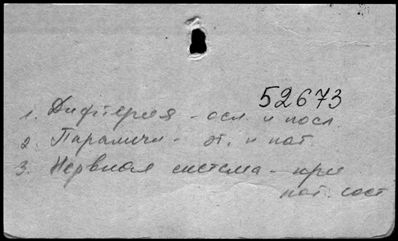 52673
1. Дифтерия - осл. и посл.
2. Параличи - эт. и пат
3. Нервная система - при
пат. сост